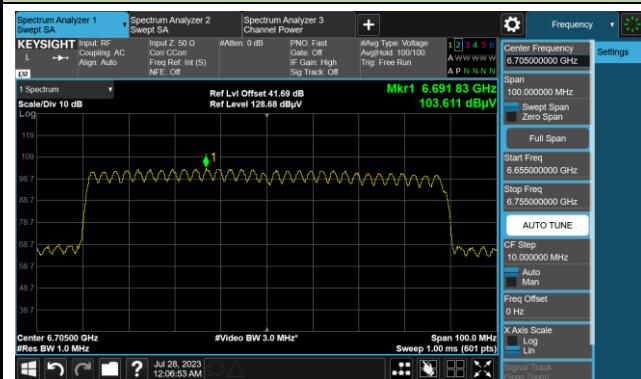 Spectrum Analyzer 1
Swept SA
Spectrum Analyzer 2
Swept SA
Spectrum Analyzer 3
Channel Power
+
Frequency
KEYSIGHT
L
LXI
Input: RF
Coupling: AC
Align: Auto
Input Z: 50 Ω
Corr CCorr
Freq Ref: Int (S)
NFE: Off
#Atten: 0 dB
PNO: Fast
Gate: Off
IF Gain: High
Sig Track: Off
#Avg Type: Voltage
Avg|Hold: 100/100
Trig: Free Run
1 2 3 4 5 6
A W W W W W
A P N N N N
1 Spectrum
Scale/Div 10 dB
Ref Lvl Offset 41.69 dB
Ref Level 128.68 dBµV
Mkr1 6.691 83 GHz
103.611 dBµV
Log
119
109
98.7
88.7
78.7
68.7
58.7
48.7
38.7
1
Center 6.70500 GHz
#Res BW 1.0 MHz
#Video BW 3.0 MHz*
Span 100.0 MHz
Sweep 1.00 ms (601 pts)
Jul 28, 2023
12:06:53 AM
?
Center Frequency
6.705000000 GHz
Settings
Span
100.000000 MHz
Swept Span
Zero Span
Full Span
Start Freq
6.655000000 GHz
Stop Freq
6.755000000 GHz
AUTO TUNE
CF Step
10.000000 MHz
Auto
Man
Freq Offset
0 Hz
X Axis Scale
Log
Lin
Signal Track
(Span Zoom)